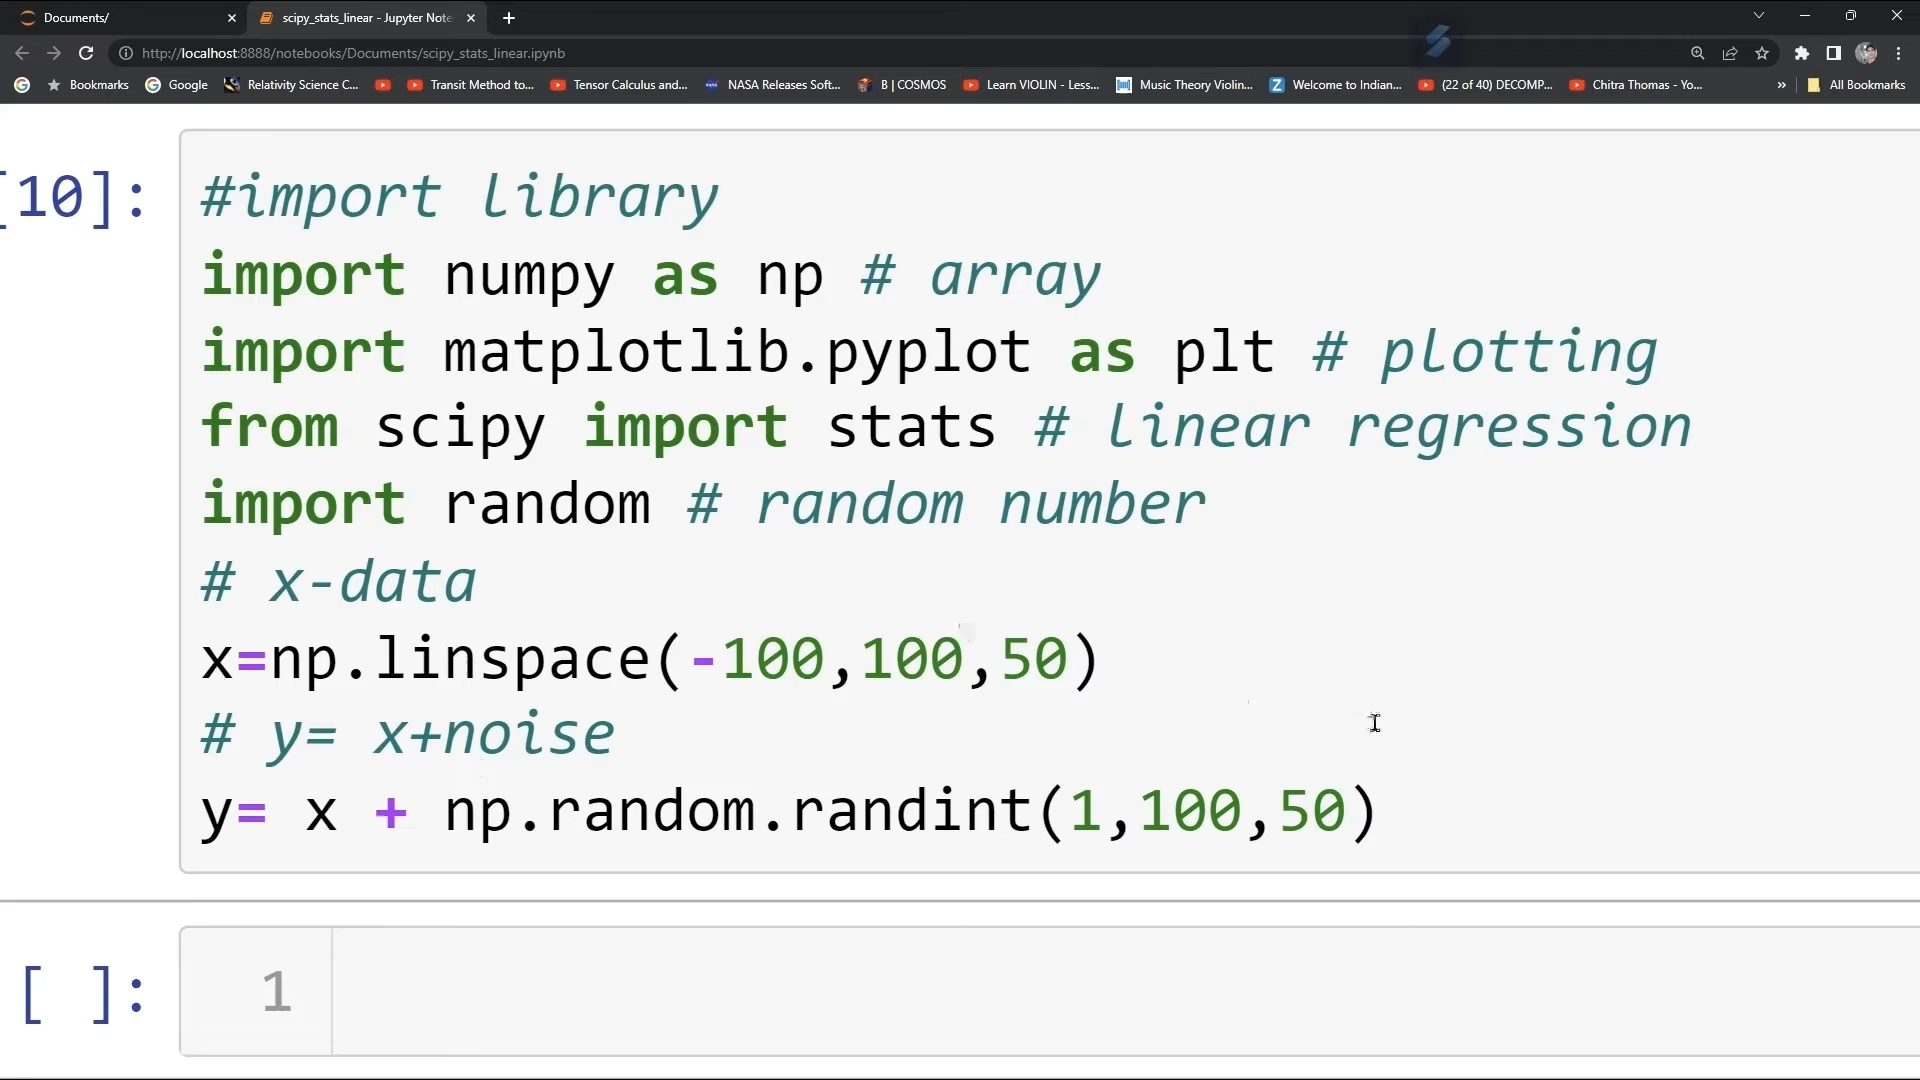 Documents/
scipy_stats_linear - Jupyter Note
http://localhost:8888/notebooks/Documents/scipy_stats_linear.ipynb
Bookmarks Google Relativity Science C... Transit Method to... Tensor Calculus and... NASA Releases Soft... B | COSMOS Learn VIOLIN - Less... Music Theory Violin... Welcome to Indian... (22 of 40) DECOMP... Chitra Thomas - Yo... » All Bookmarks
[10]:
#import library
import numpy as np # array
import matplotlib.pyplot as plt # plotting
from scipy import stats # linear regression
import random # random number
# x-data
x=np.linspace(-100,100,50)
# y= x+noise
y= x + np.random.randint(1,100,50)
[ ]: 1